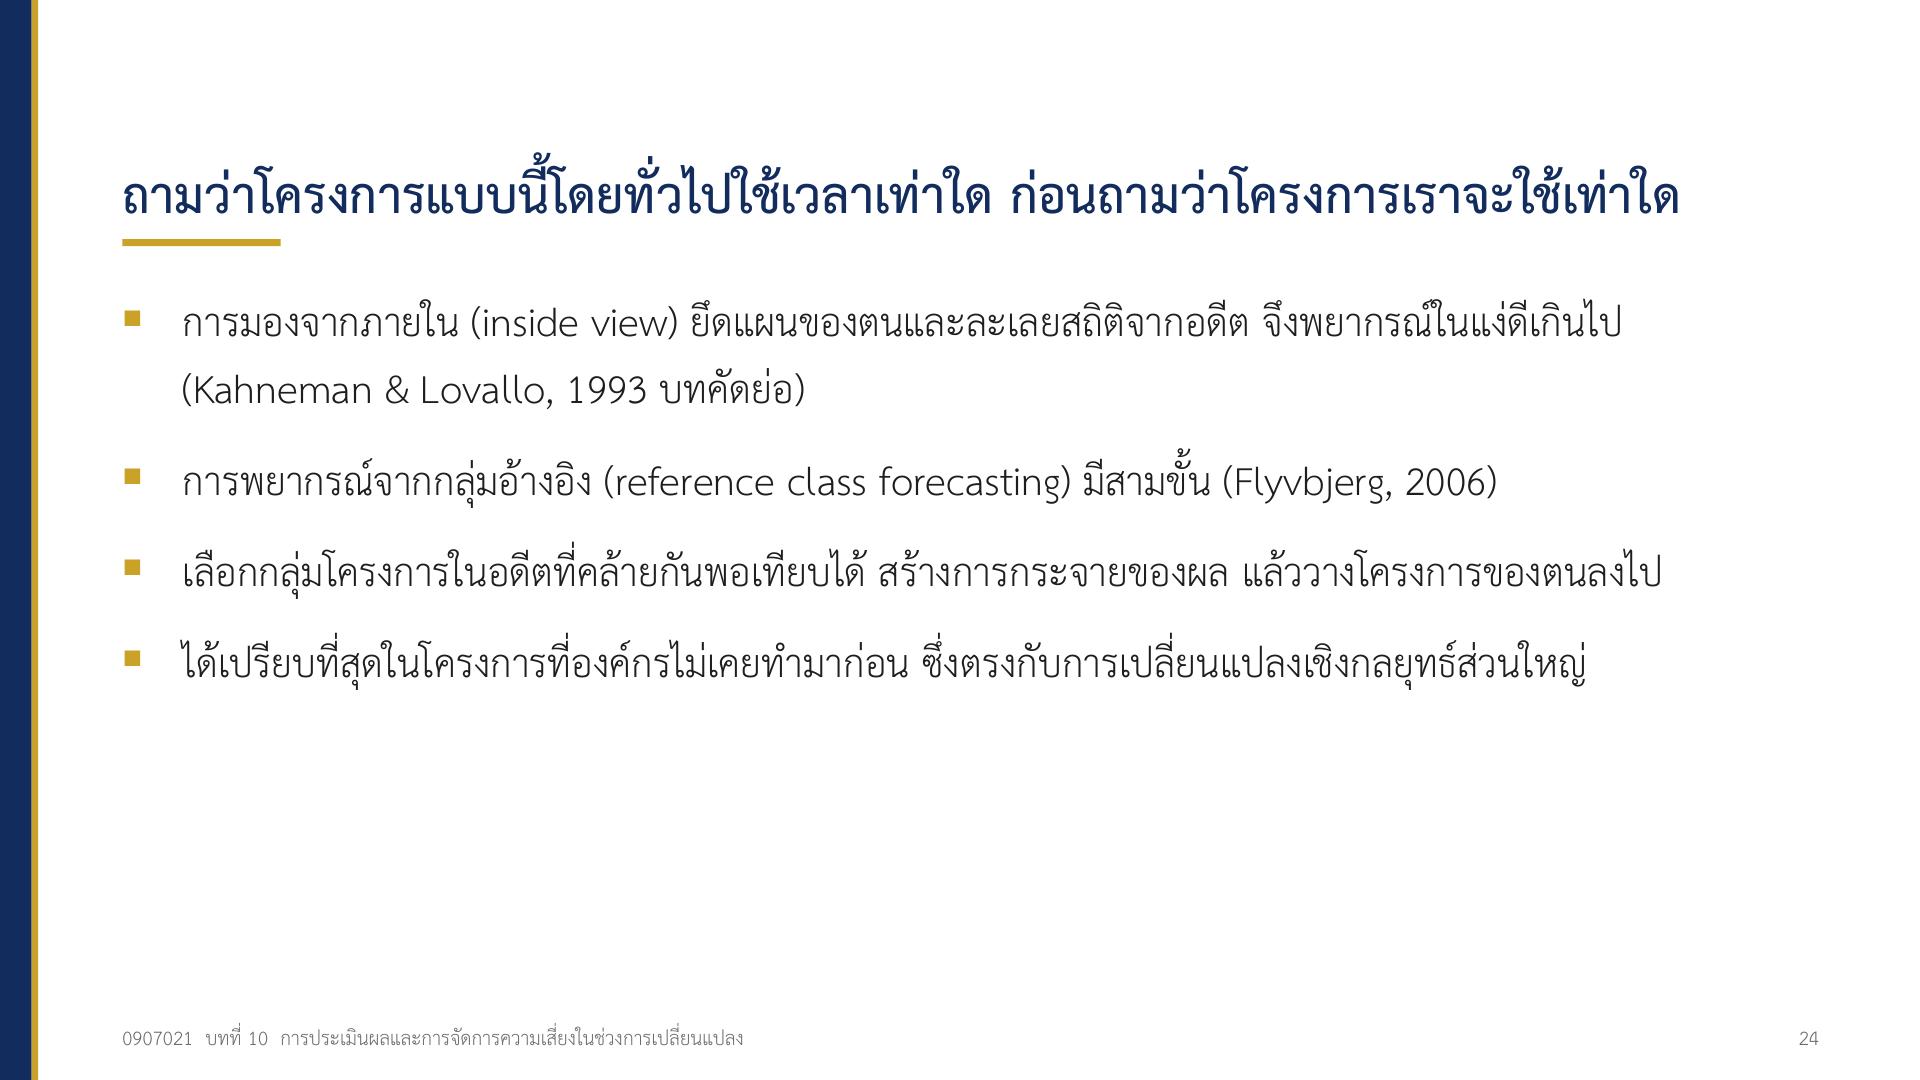 ถามว่าโครงการแบบนี้โดยทั่วไปใช้เวลาเท่าใด ก่อนถามว่าโครงการเราจะใช้เท่าใด
การมองจากภายใน (inside view) ยึดแผนของตนและละเลยสถิติจากอดีต จึงพยากรณ์ในแง่ดีเกินไป
(Kahneman & Lovallo, 1993 บทคัดย่อ)
การพยากรณ์จากกลุ่มอ้างอิง (reference class forecasting) มีสามขั้น (Flyvbjerg, 2006)
เลือกกลุ่มโครงการในอดีตที่คล้ายกันพอเทียบได้ สร้างการกระจายของผล แล้ววางโครงการของตนลงไป
ได้เปรียบที่สุดในโครงการที่องค์กรไม่เคยทำมาก่อน ซึ่งตรงกับการเปลี่ยนแปลงเชิงกลยุทธ์ส่วนใหญ่
0907021 บทที่ 10 การประเมินผลและการจัดการความเสี่ยงในช่วงการเปลี่ยนแปลง
24